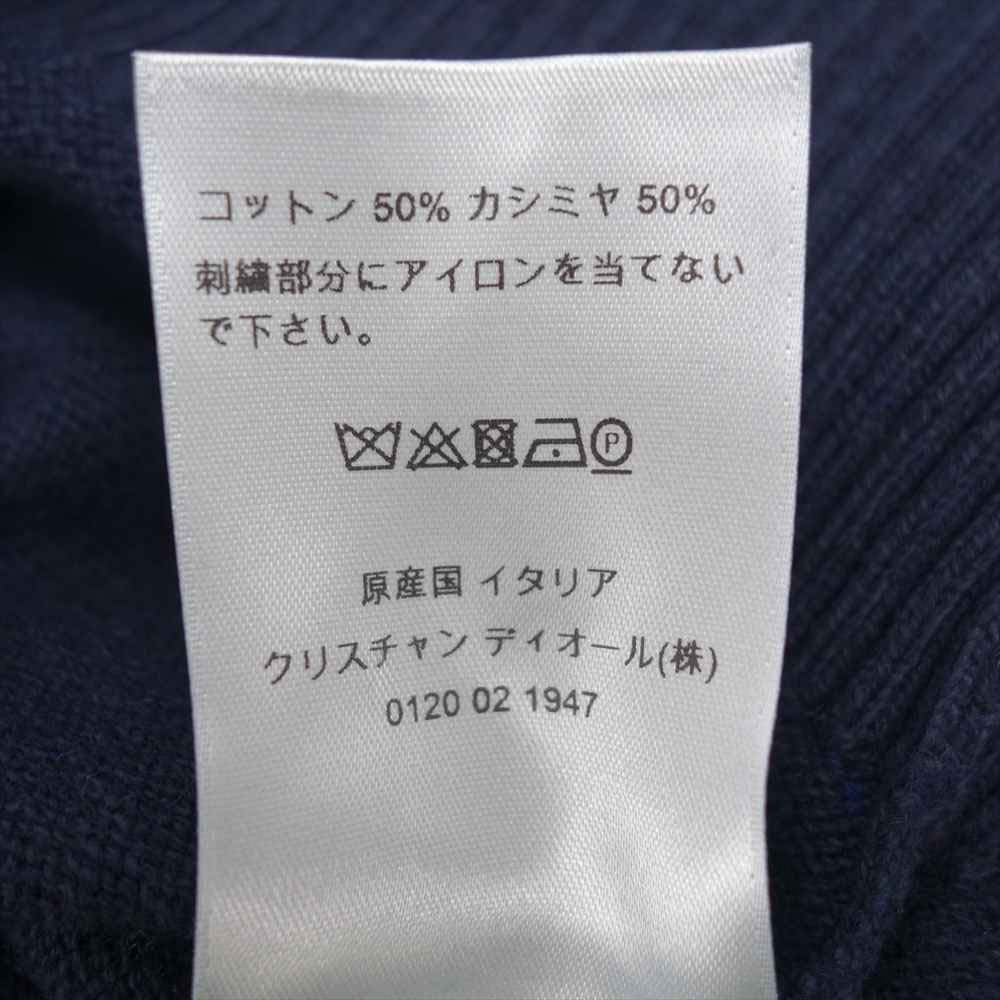 コットン 50% カシミヤ 50%
刺繍部分にアイロンを当てない
で下さい。
P
原産国 イタリア
クリスチャン ディオール(株)
0120 02 1947